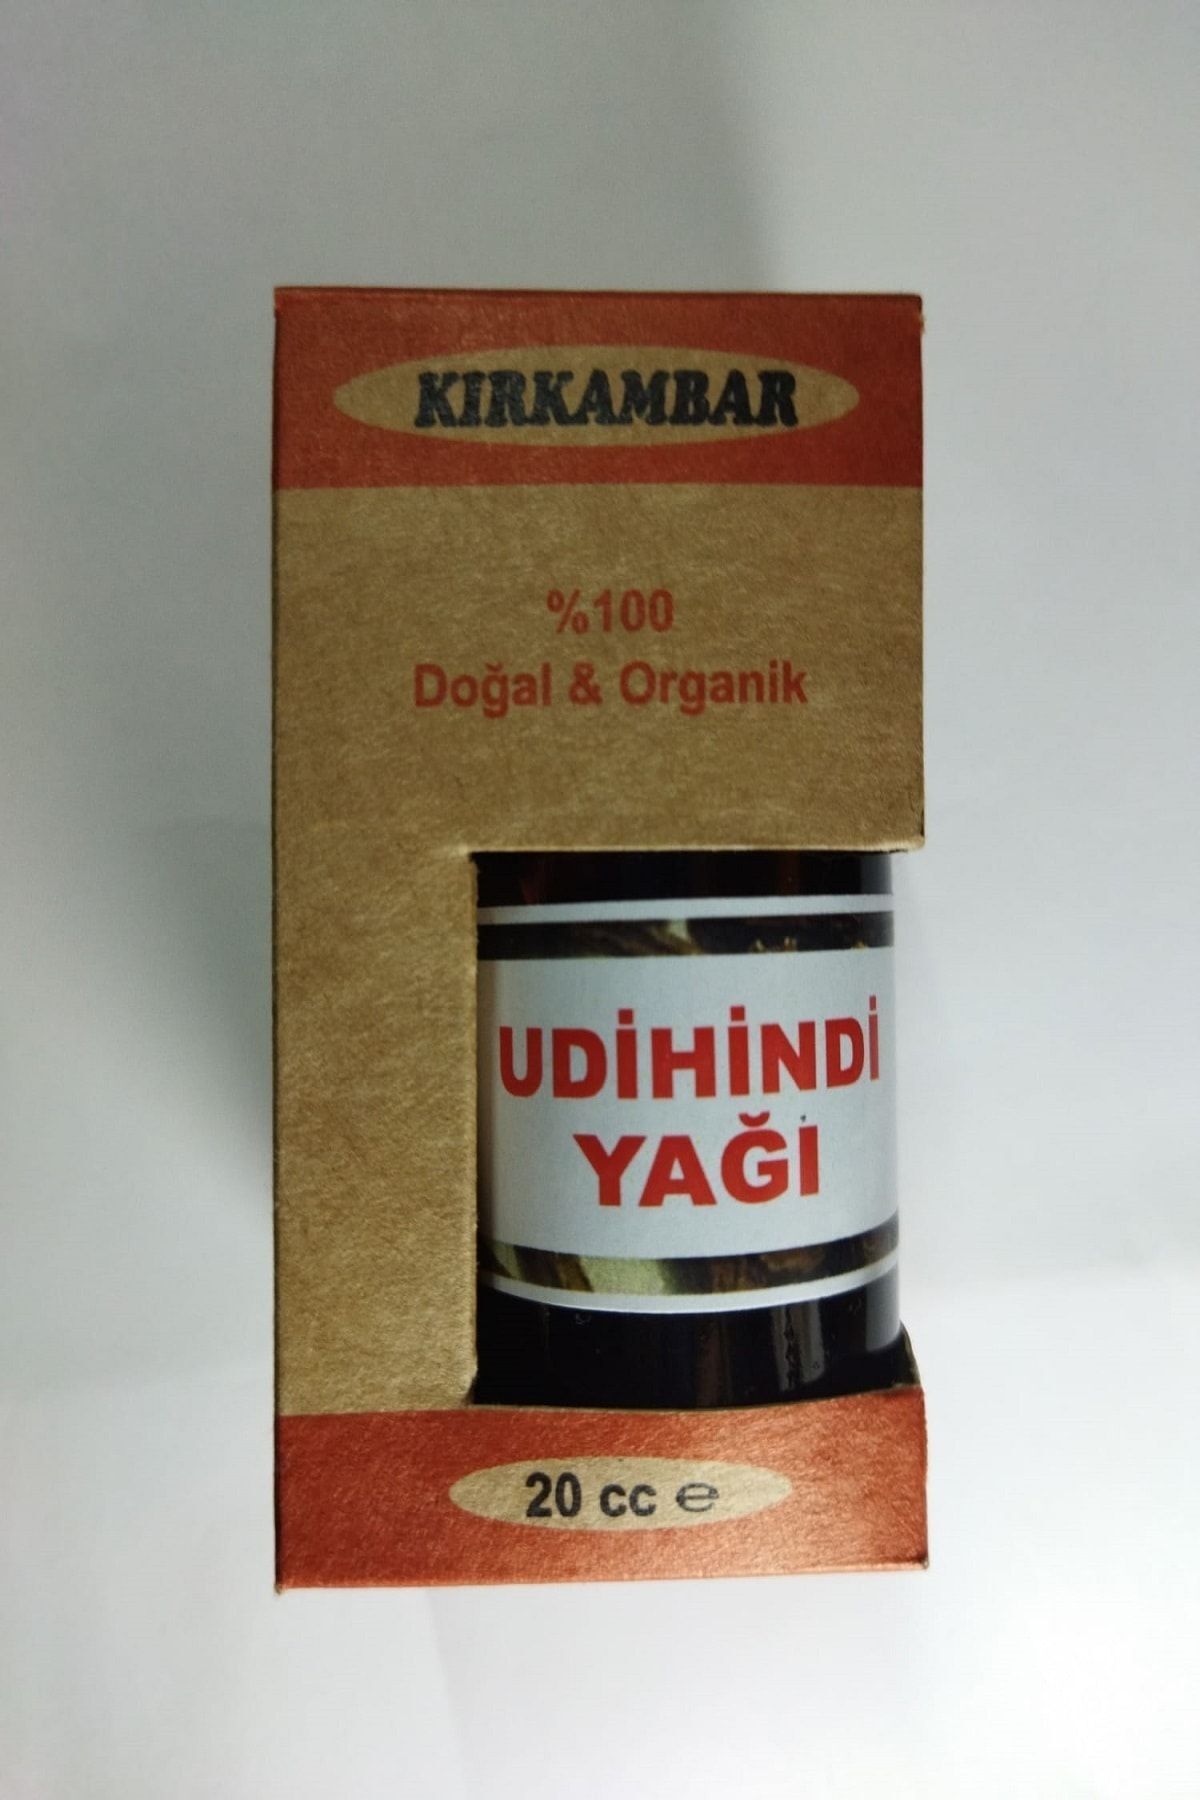 KIRKAMBAR
%100
Doğal & Organik
UDİHİNDİ
YAĞI
20 cc ℮